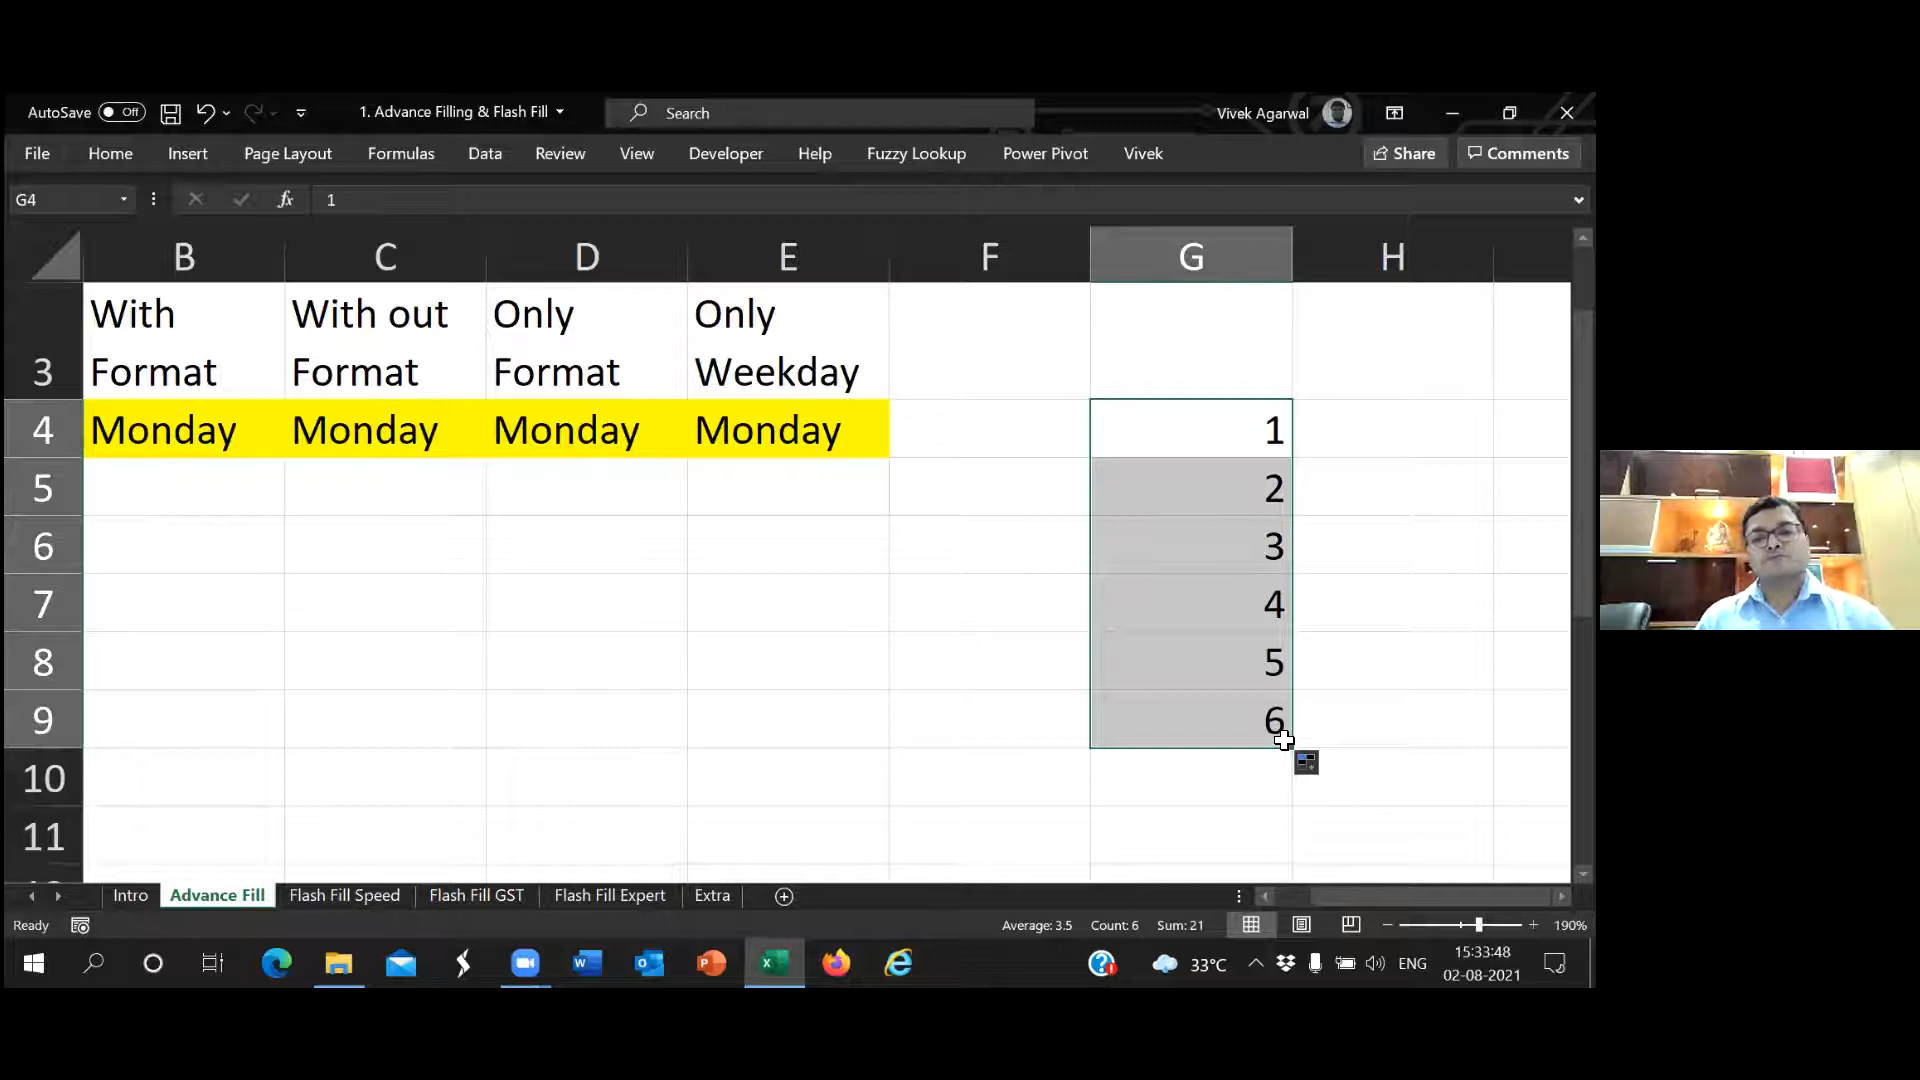 AutoSave Off 1. Advance Filling & Flash Fill Search Vivek Agarwal
File Home Insert Page Layout Formulas Data Review View Developer Help Fuzzy Lookup Power Pivot Vivek Share Comments
G4 fx 1
B C D E F G H
With Format With out Format Only Format Only Weekday
3
4 Monday Monday Monday Monday 1
5 2
6 3
7 4
8 5
9 6
10
11
Intro Advance Fill Flash Fill Speed Flash Fill GST Flash Fill Expert Extra
Ready Average: 3.5 Count: 6 Sum: 21 190%
33°C ENG 15:33:48
02-08-2021